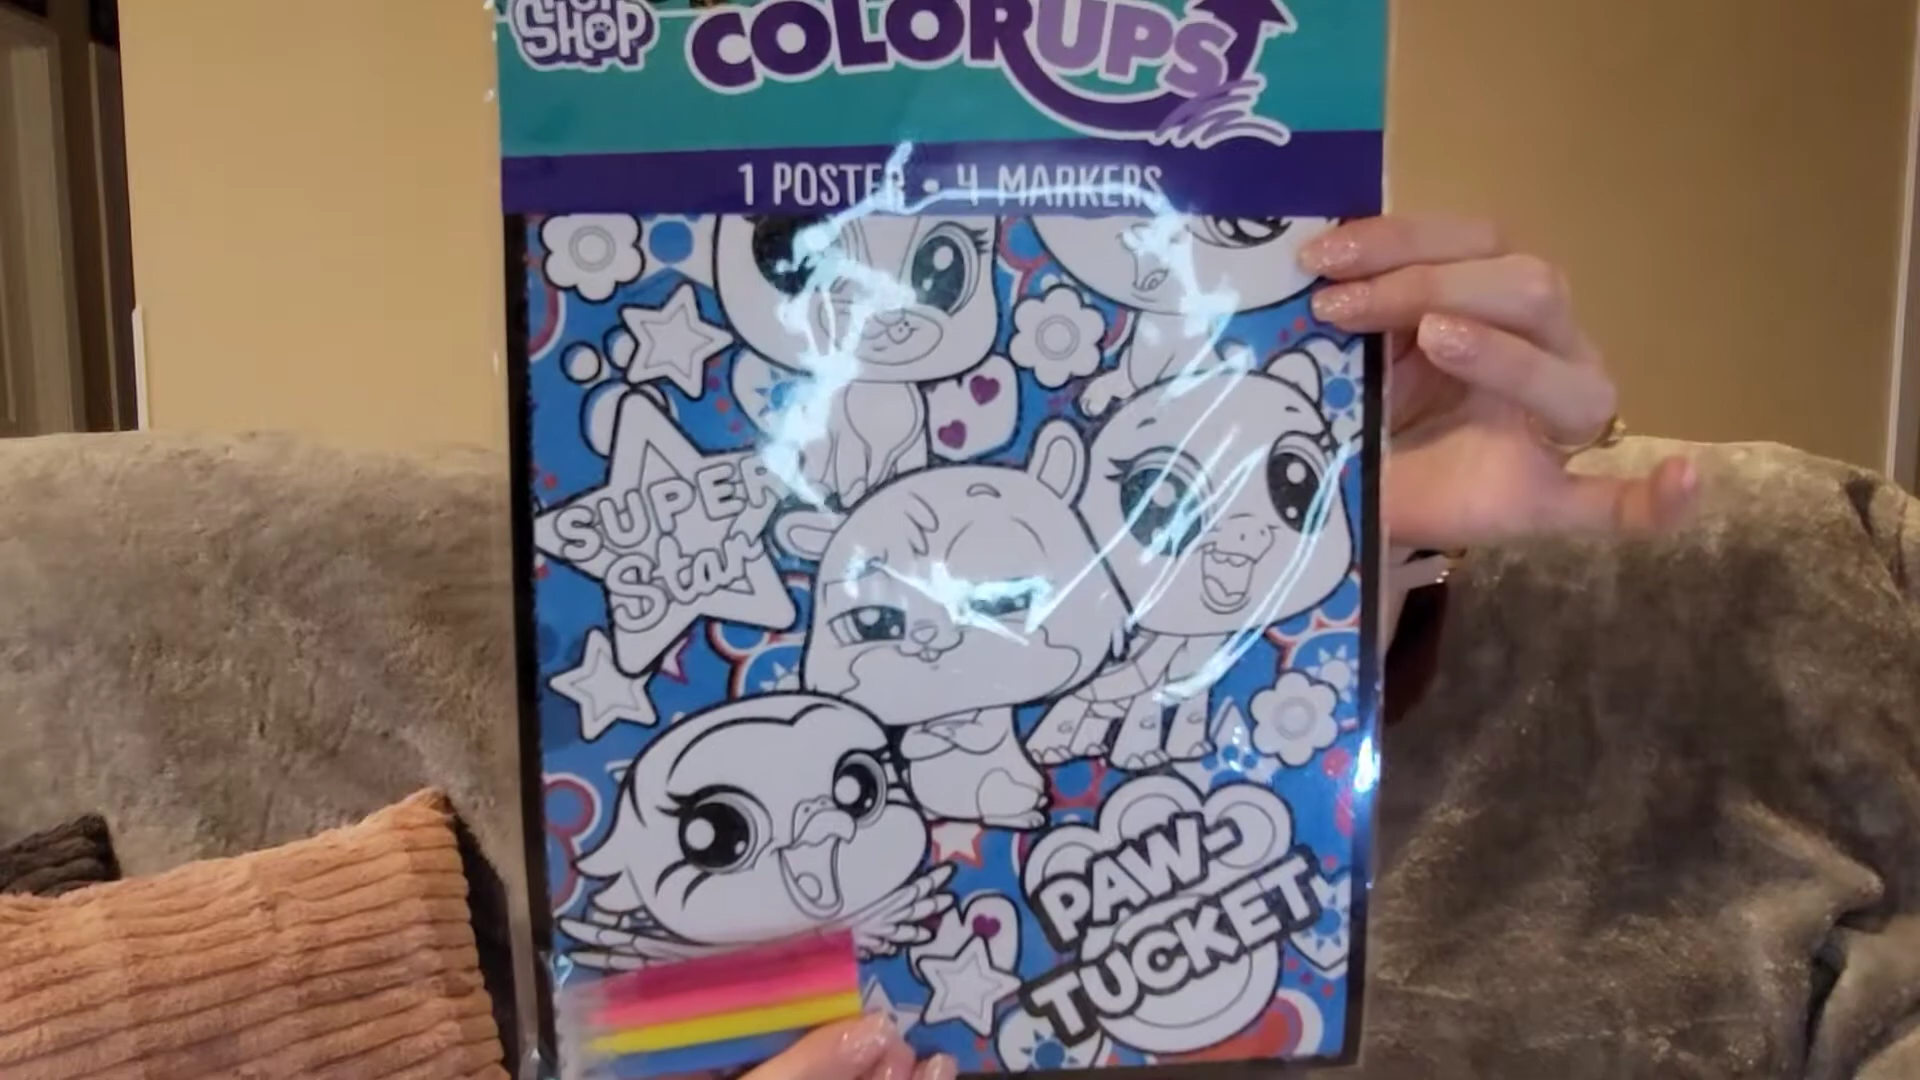 SHOP
COLORUPS
1 POSTER • 4 MARKERS
SUPER
Star
PAW-
TUCKET